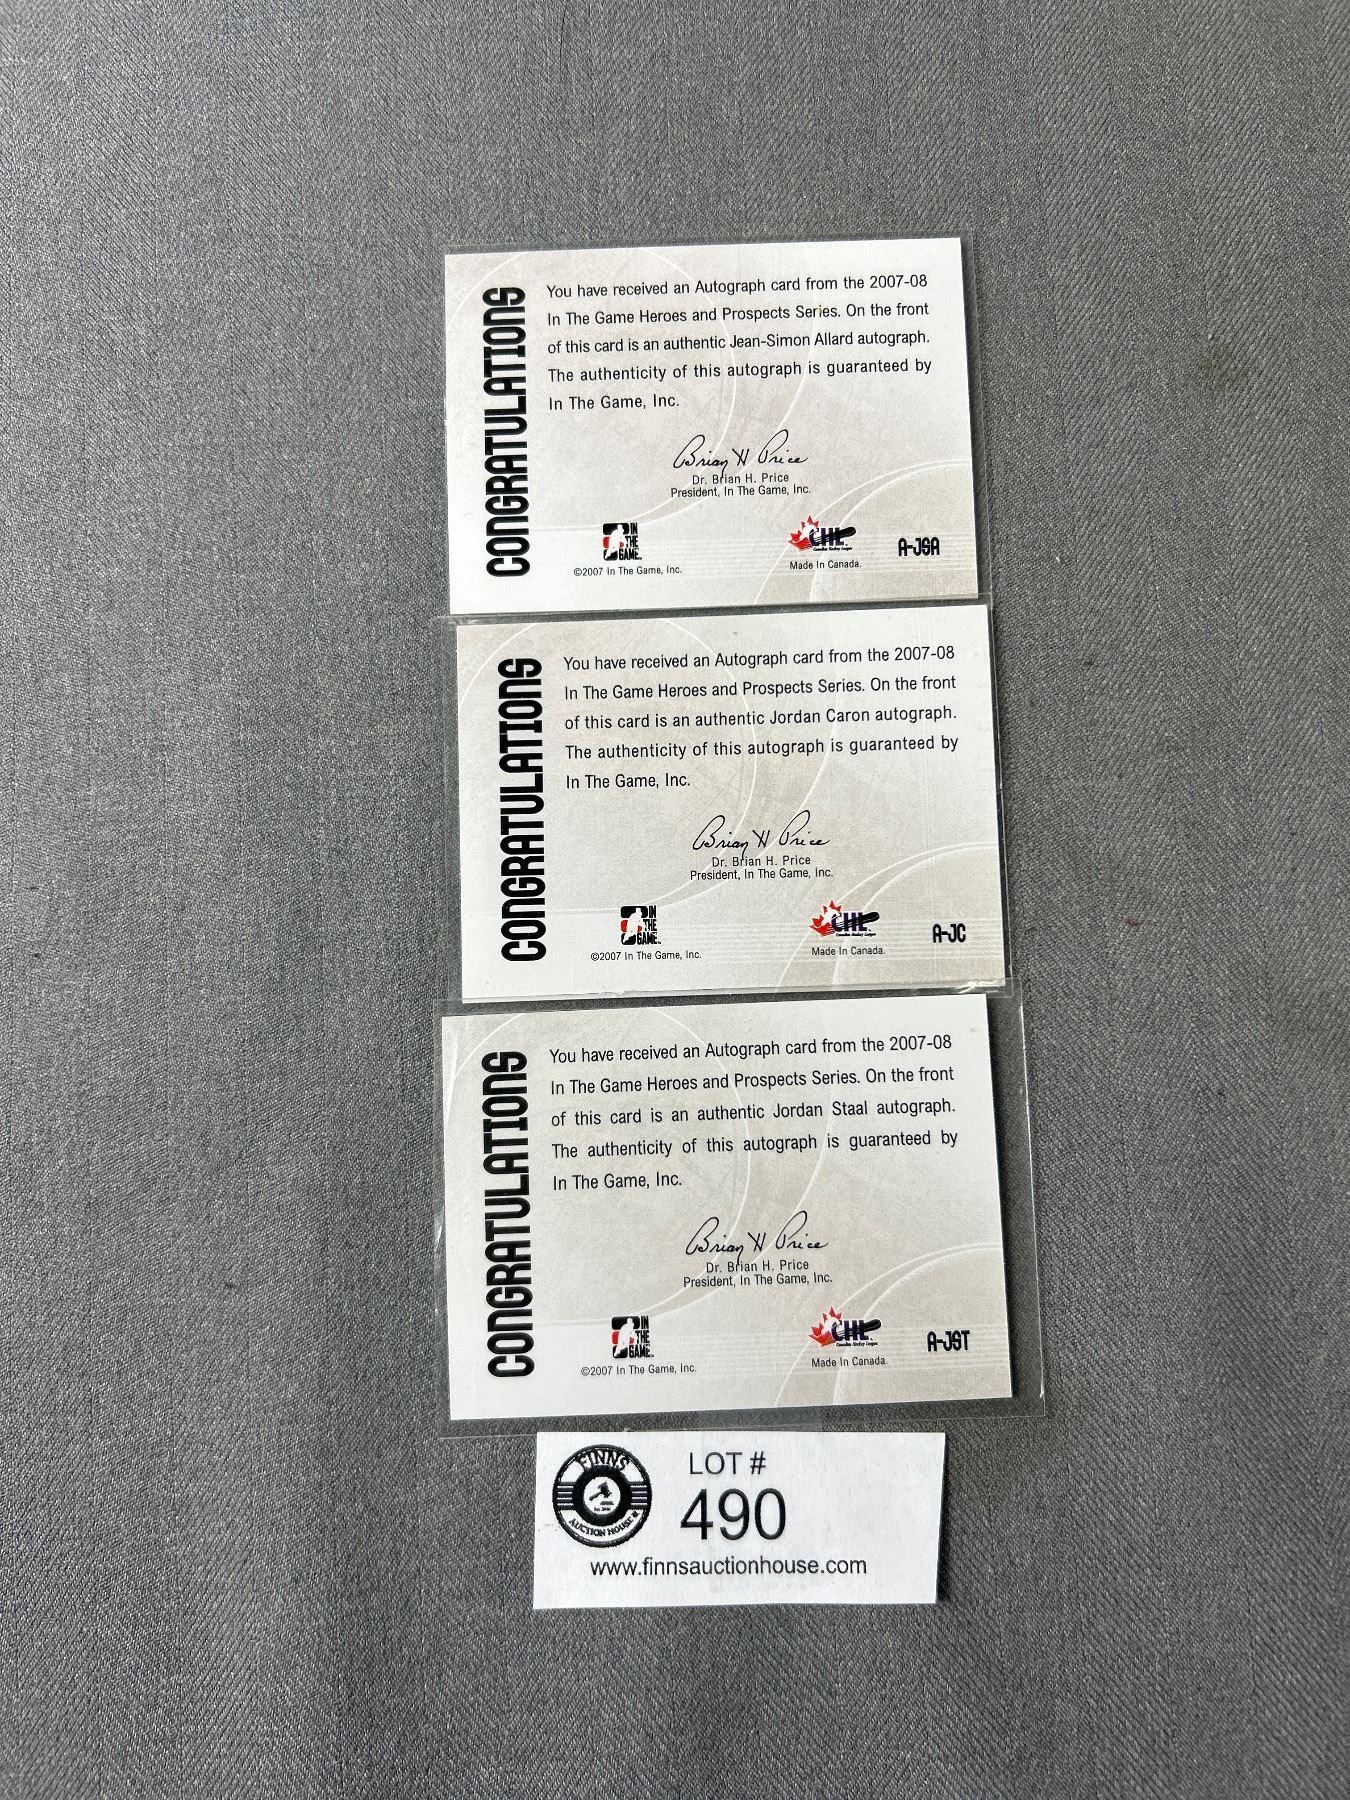 CONGRATULATIONS
You have received an Autograph card from the 2007-08
In The Game Heroes and Prospects Series. On the front
of this card is an authentic Jean-Simon Allard autograph.
The authenticity of this autograph is guaranteed by
In The Game, Inc.
Brian H Price
Dr. Brian H. Price
President, In The Game, Inc.
IN
THE
GAME
©2007 In The Game, Inc.
CHL
Canadian Hockey League
Made In Canada.
A-JSA
CONGRATULATIONS
You have received an Autograph card from the 2007-08
In The Game Heroes and Prospects Series. On the front
of this card is an authentic Jordan Caron autograph.
The authenticity of this autograph is guaranteed by
In The Game, Inc.
Brian H Price
Dr. Brian H. Price
President, In The Game, Inc.
IN
THE
GAME
©2007 In The Game, Inc.
CHL
Canadian Hockey League
Made In Canada.
A-JC
CONGRATULATIONS
You have received an Autograph card from the 2007-08
In The Game Heroes and Prospects Series. On the front
of this card is an authentic Jordan Staal autograph.
The authenticity of this autograph is guaranteed by
In The Game, Inc.
Brian H Price
Dr. Brian H. Price
President, In The Game, Inc.
IN
THE
GAME
©2007 In The Game, Inc.
CHL
Canadian Hockey League
Made In Canada.
A-JST
FINNS
AUCTION HOUSE
LOT #
490
www.finnsauctionhouse.com